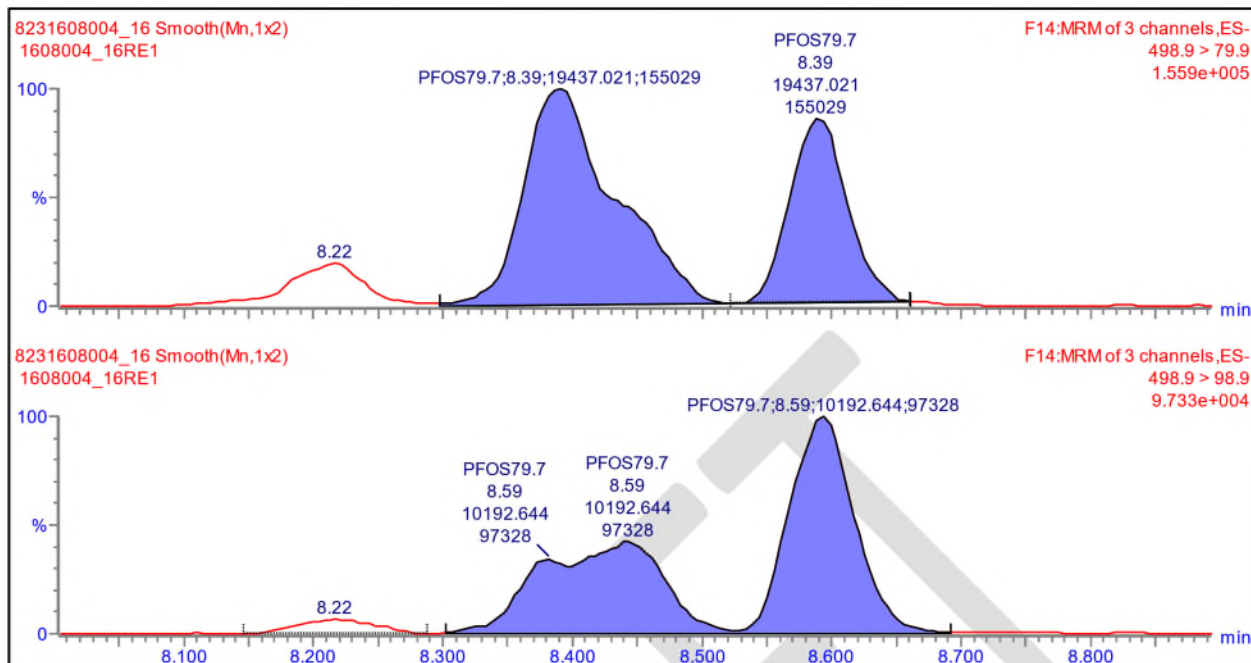 8231608004_16 Smooth(Mn,1x2)
1608004_16RE1
F14:MRM of 3 channels,ES-
498.9 > 79.9
1.559e+005
PFOS79.7;8.39;19437.021;155029
PFOS79.7
8.39
19437.021
155029
100
%
0
8.22
min
8231608004_16 Smooth(Mn,1x2)
1608004_16RE1
F14:MRM of 3 channels,ES-
498.9 > 98.9
9.733e+004
PFOS79.7;8.59;10192.644;97328
PFOS79.7
8.59
10192.644
97328
PFOS79.7
8.59
10192.644
97328
100
%
0
8.22
min
8.100 8.200 8.300 8.400 8.500 8.600 8.700 8.800